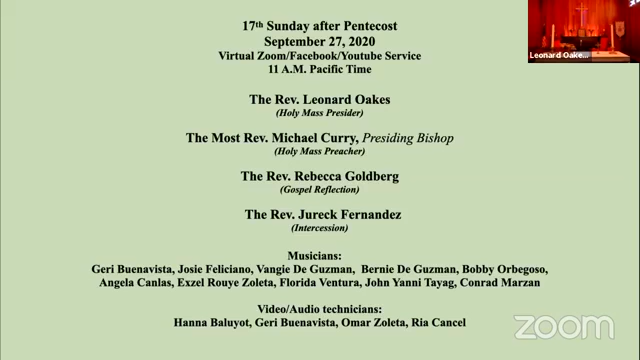 17th Sunday after Pentecost
September 27, 2020
Virtual Zoom/Facebook/Youtube Service
11 A.M. Pacific Time
The Rev. Leonard Oakes
(Holy Mass Presider)
The Most Rev. Michael Curry, Presiding Bishop
(Holy Mass Preacher)
The Rev. Rebecca Goldberg
(Gospel Reflection)
The Rev. Jureck Fernandez
(Intercession)
Musicians:
Geri Buenavista, Josie Feliciano, Vangie De Guzman, Bernie De Guzman, Bobby Orbegoso,
Angela Canlas, Exzel Rouye Zoleta, Florida Ventura, John Yanni Tayag, Conrad Marzan
Video/Audio technicians:
Hanna Baluyot, Geri Buenavista, Omar Zoleta, Ria Cancel
Leonard Oake...
zoom